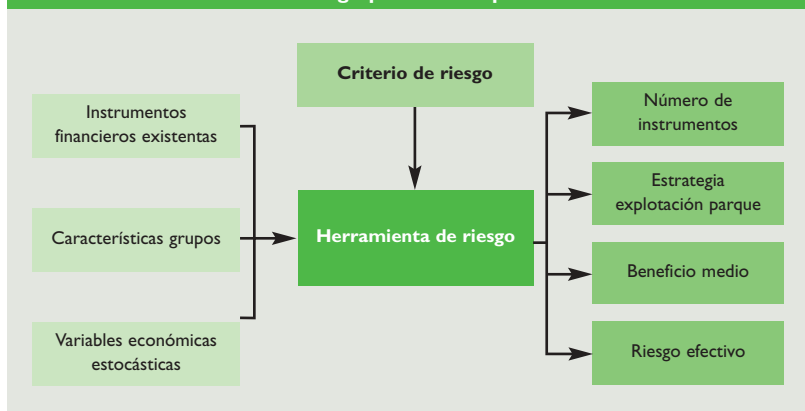 Criterio de riesgo
Instrumentos
financieros existentas
Característícas grupos
Variables económicas
estocásticas
Herramienta de riesgo
Número de
instrumentos
Estrategia
explotación parque
Beneficio medio
Riesgo efectivo